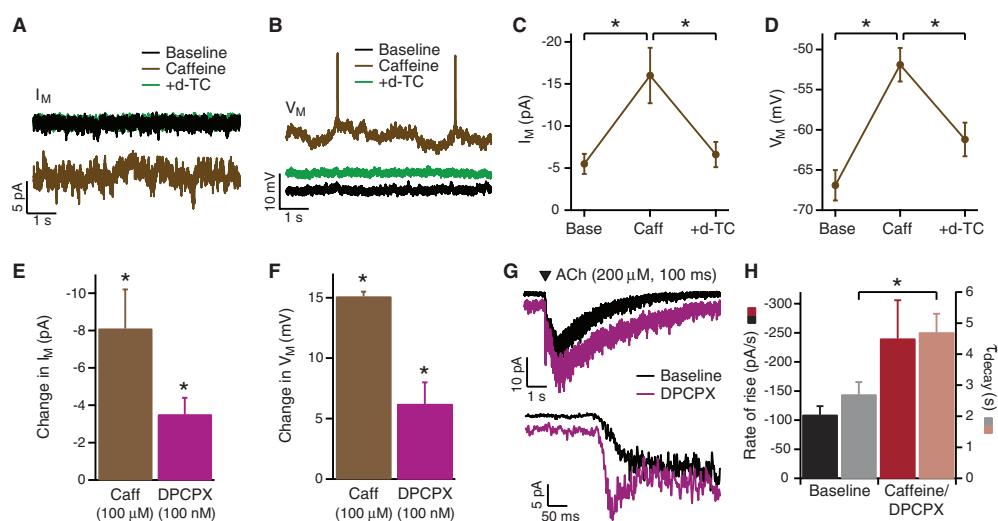 A
Baseline
Caffeine
+d-TC
I_M
5 pA
1 s
B
Baseline
Caffeine
+d-TC
V_M
10 mV
1 s
C
*
*
I_M (pA)
-20
-15
-10
-5
0
Base
Caff
+d-TC
D
*
*
V_M (mV)
-50
-55
-60
-65
-70
Base
Caff
+d-TC
E
Change in I_M (pA)
-10
-8
-6
-4
-2
0
*
*
Caff
(100 μM)
DPCPX
(100 nM)
F
Change in V_M (mV)
15
10
5
0
*
*
Caff
(100 μM)
DPCPX
(100 nM)
G
▼ ACh (200 μM, 100 ms)
10 pA
1 s
Baseline
DPCPX
5 pA
50 ms
H
*
Rate of rise (pA/s)
-300
-250
-200
-150
-100
-50
0
6
5
4
3
2
1
0
τdecay (s)
Baseline
Caffeine/
DPCPX